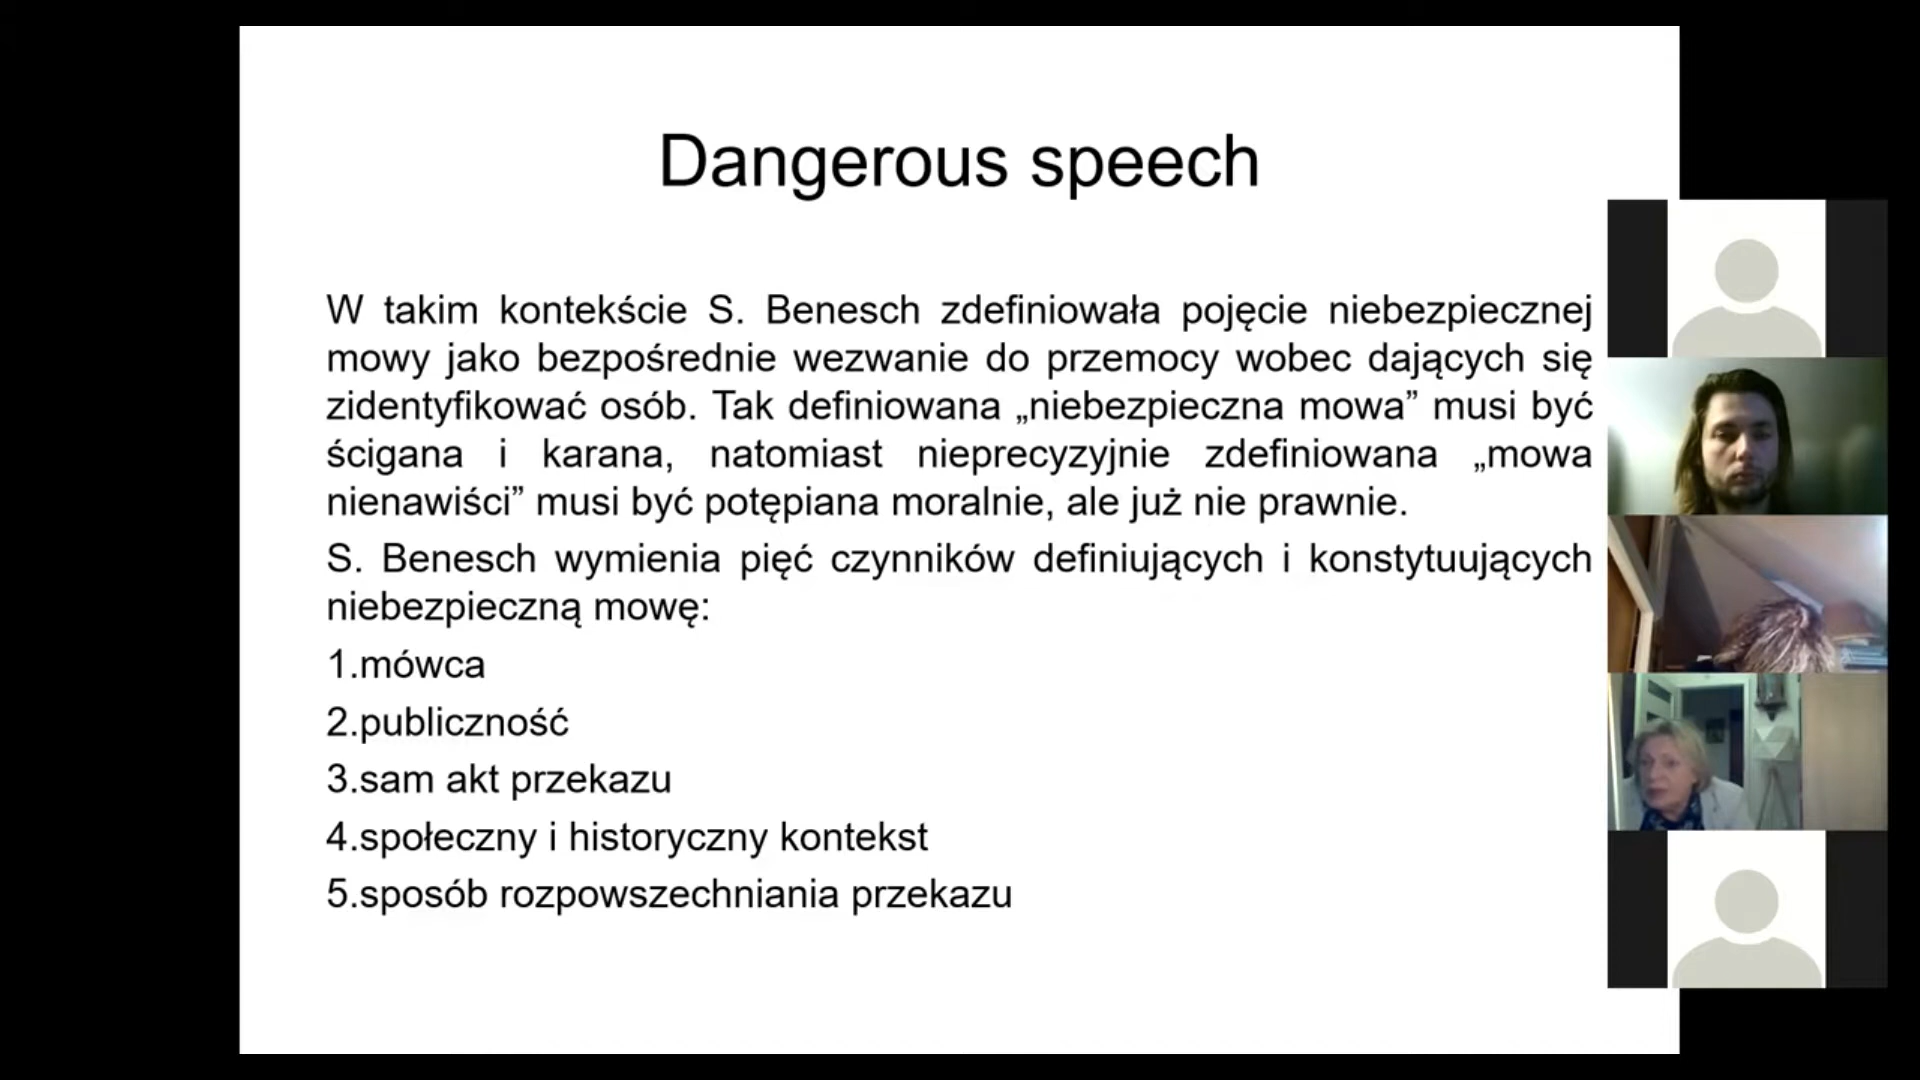 Dangerous speech
W takim kontekście S. Benesch zdefiniowała pojęcie niebezpiecznej
mowy jako bezpośrednie wezwanie do przemocy wobec dających się
zidentyfikować osób. Tak definiowana „niebezpieczna mowa” musi być
ścigana i karana, natomiast nieprecyzyjnie zdefiniowana „mowa
nienawiści” musi być potępiana moralnie, ale już nie prawnie.
S. Benesch wymienia pięć czynników definiujących i konstytuujących
niebezpieczną mowę:
1.mówca
2.publiczność
3.sam akt przekazu
4.społeczny i historyczny kontekst
5.sposób rozpowszechniania przekazu